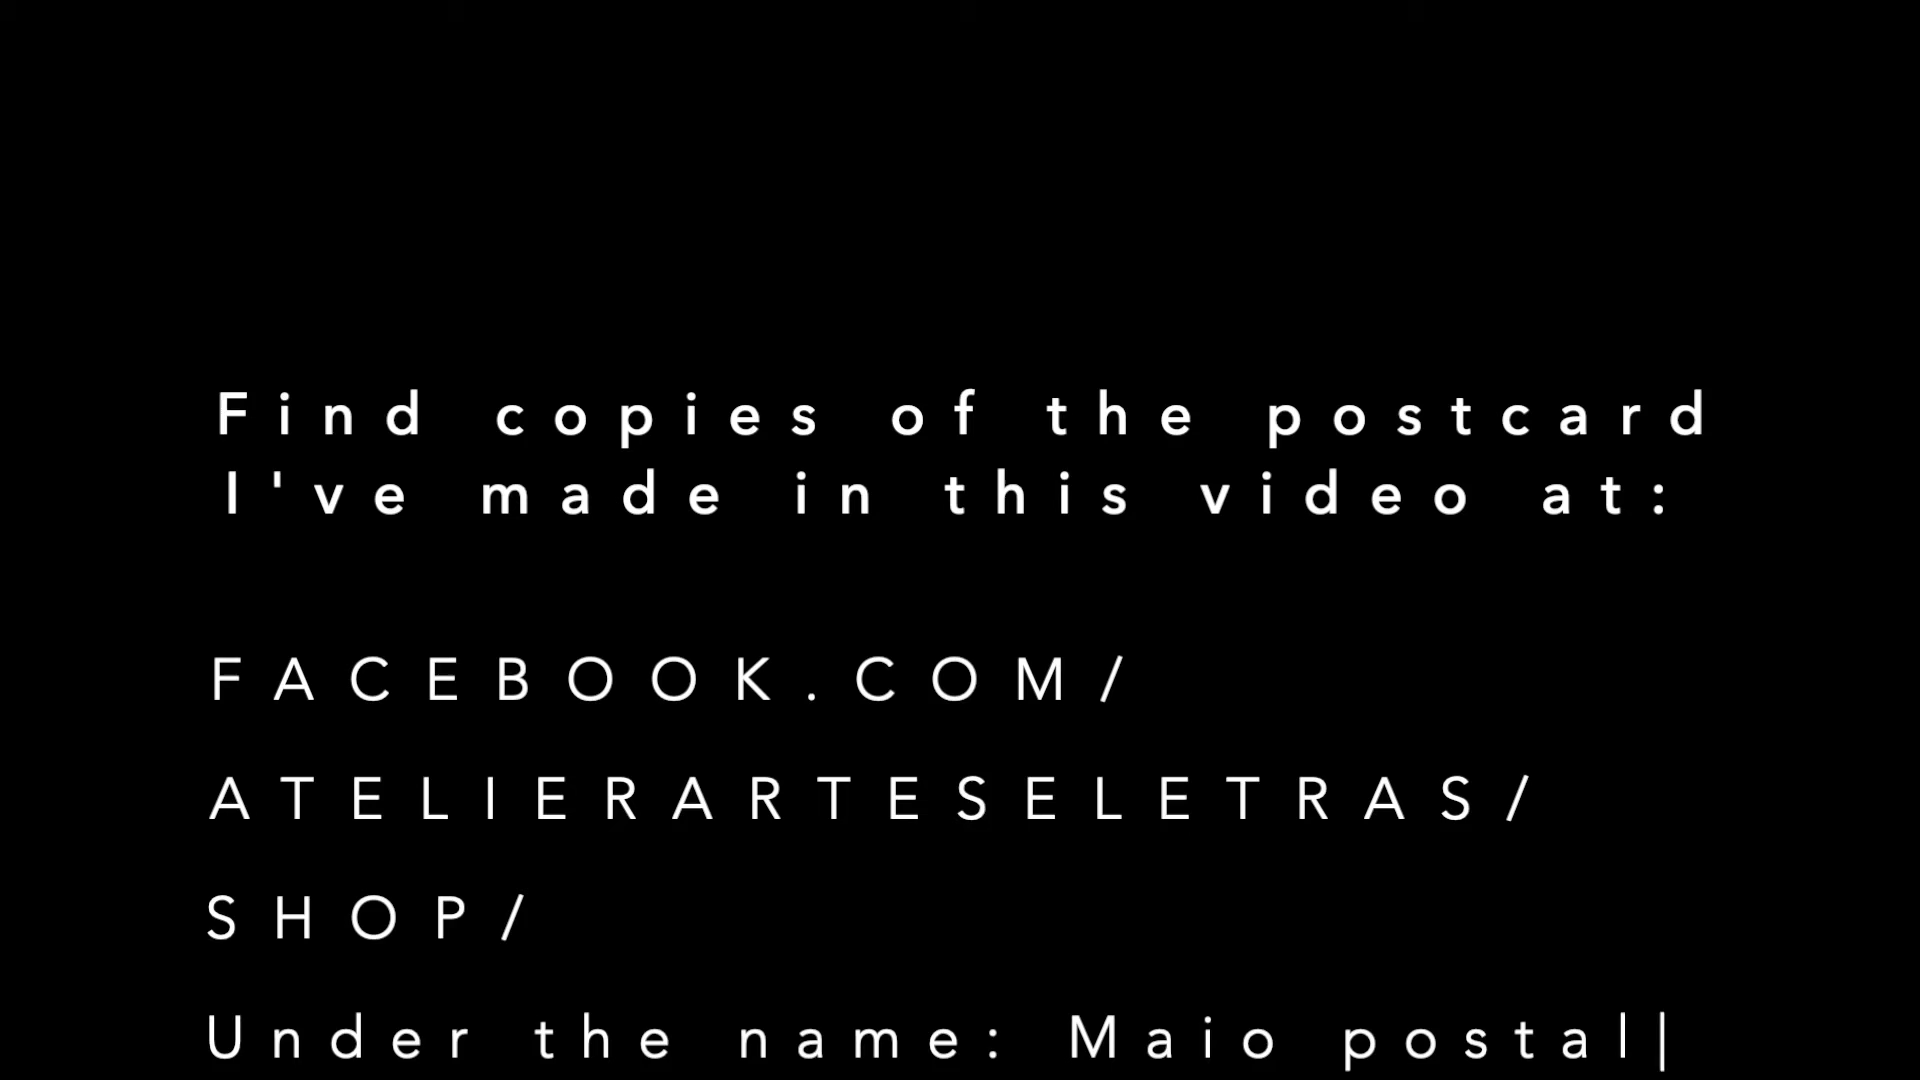 Find copies of the postcard
I've made in this video at:
FACEBOOK.COM/
ATELIERARTESELETRAS/
SHOP/
Under the name: Maio postal|